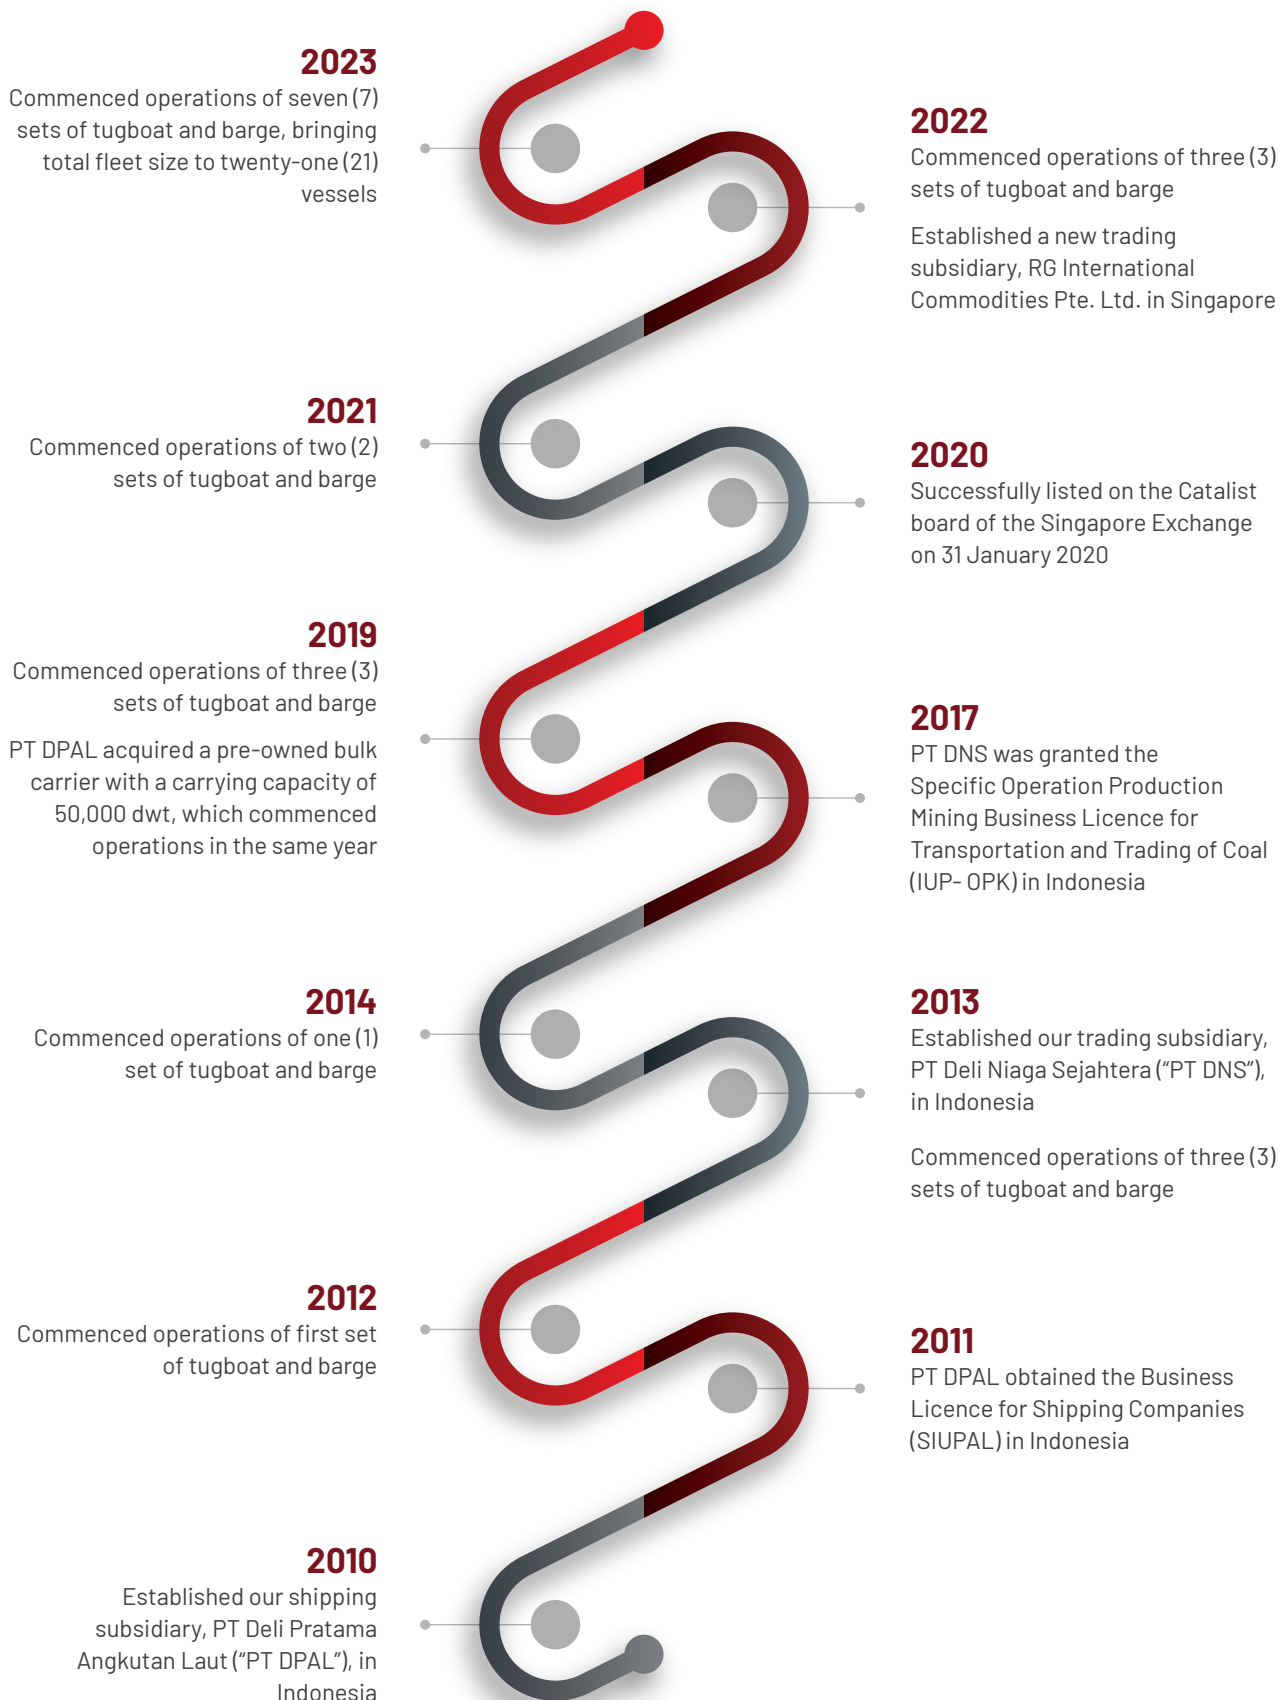 2023
Commenced operations of seven (7)
sets of tugboat and barge, bringing
total fleet size to twenty-one (21)
vessels
2022
Commenced operations of three (3)
sets of tugboat and barge
Established a new trading
subsidiary, RG International
Commodities Pte. Ltd. in Singapore
2021
Commenced operations of two (2)
sets of tugboat and barge
2020
Successfully listed on the Catalist
board of the Singapore Exchange
on 31 January 2020
2019
Commenced operations of three (3)
sets of tugboat and barge
PT DPAL acquired a pre-owned bulk
carrier with a carrying capacity of
50,000 dwt, which commenced
operations in the same year
2017
PT DNS was granted the
Specific Operation Production
Mining Business Licence for
Transportation and Trading of Coal
(IUP- OPK) in Indonesia
2014
Commenced operations of one (1)
set of tugboat and barge
2013
Established our trading subsidiary,
PT Deli Niaga Sejahtera (“PT DNS”),
in Indonesia
Commenced operations of three (3)
sets of tugboat and barge
2012
Commenced operations of first set
of tugboat and barge
2011
PT DPAL obtained the Business
Licence for Shipping Companies
(SIUPAL) in Indonesia
2010
Established our shipping
subsidiary, PT Deli Pratama
Angkutan Laut (“PT DPAL”), in
Indonesia